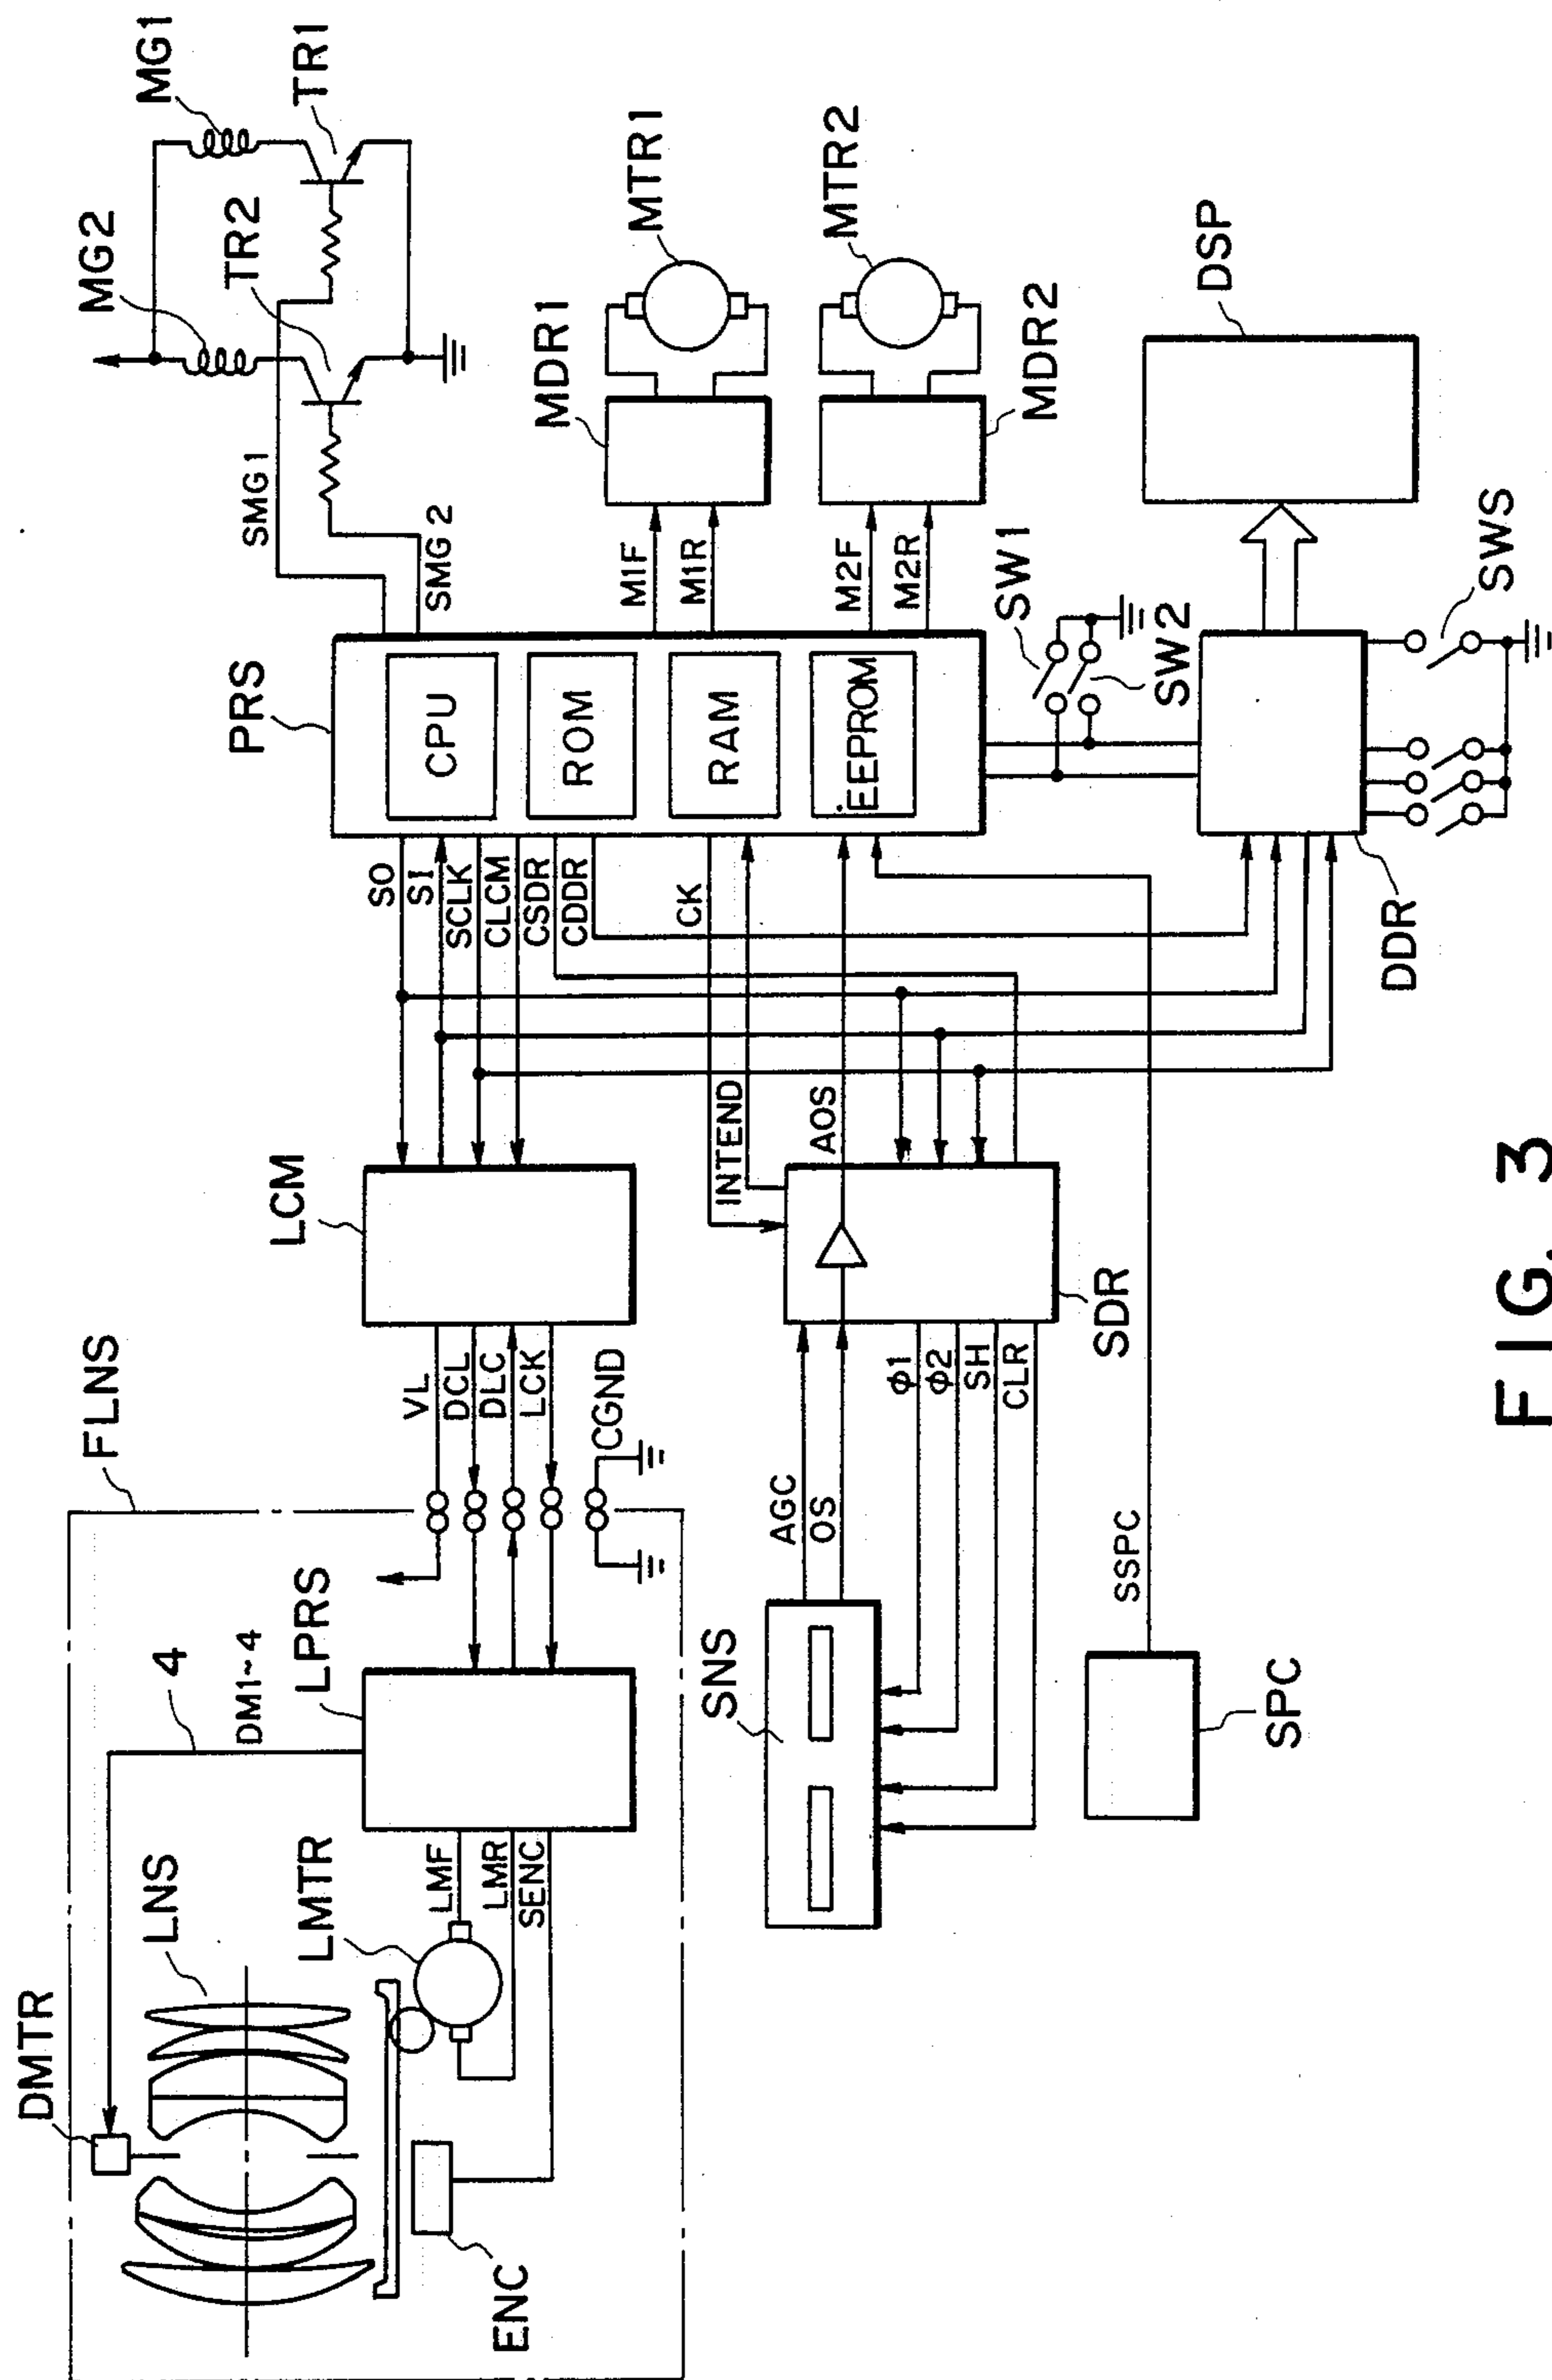 FLNS
DMTR
LNS
4
DM1~4
LPRS
LMTR
LMF
LMR
SENC
ENC
VL
DCL
DLC
LCK
CGND
LCM
SO
SI
SCLK
CLCM
CSDR
CDDR
CK
INTEND
AOS
PRS
CPU
ROM
RAM
EEPROM
SMG1
SMG2
MG2
MG1
TR2
TR1
M1F
M1R
MDR1
MTR1
M2F
M2R
MDR2
MTR2
SW1
SW2
DSP
SWS
DDR
SNS
AGC
OS
Φ1
Φ2
SH
CLR
SDR
SSPC
SPC
FIG. 3